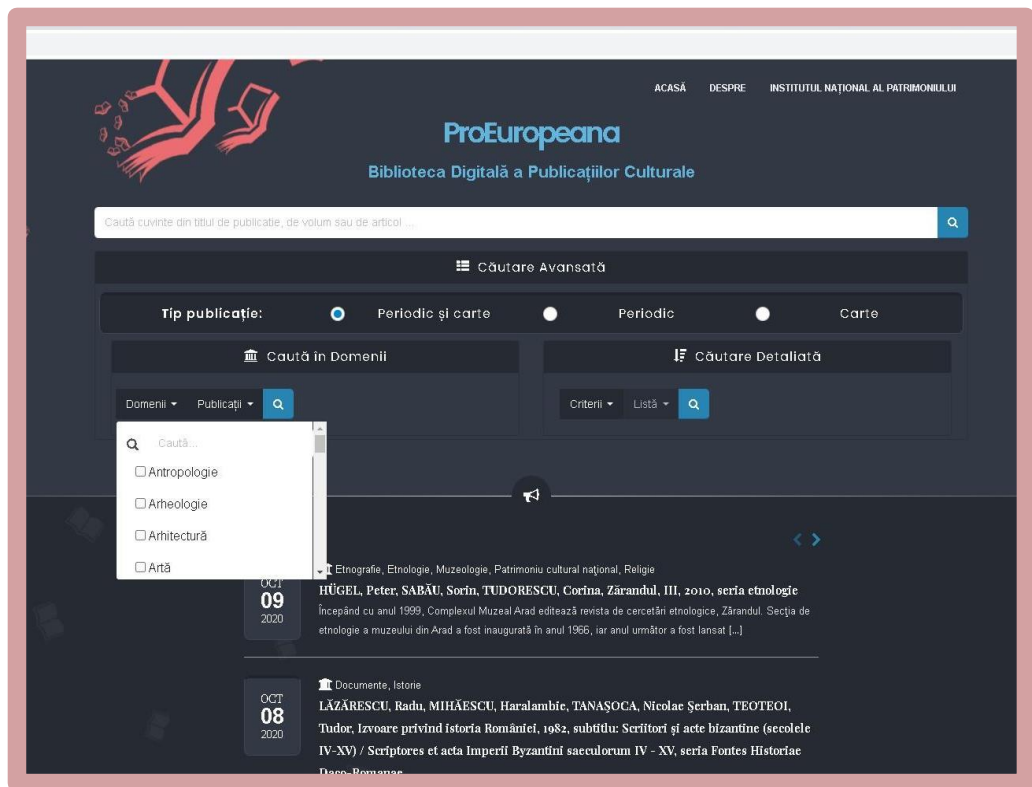 ACASĂ DESPRE INSTITUTUL NAȚIONAL AL PATRIMONIULUI
ProEuropeana
Biblioteca Digitală a Publicațiilor Culturale
Caută cuvinte din titlul de publicatie, de volum sau de articol ...
Căutare Avansată
Tip publicație: Periodic și carte Periodic Carte
Caută în Domenii
Căutare Detaliată
Domenii Publicații
Criterii Listă
Caută...
Antropologie
Arheologie
Arhitectură
Artă
OCT
09
2020
Etnografie, Etnologie, Muzeologie, Patrimoniu cultural național, Religie
HÜGEL, Peter, SABĂU, Sorin, TUDORESCU, Corina, Zărandul, III, 2010, seria etnologie
Începând cu anul 1999, Complexul Muzeal Arad editează revista de cercetări etnologice, Zărandul. Secţia de
etnologie a muzeului din Arad a fost inaugurată în anul 1966, iar anul următor a fost lansat [...]
OCT
08
2020
Documente, Istorie
LĂZĂRESCU, Radu, MIHĂESCU, Haralambie, TANAŞOCA, Nicolae Şerban, TEOTEOI,
Tudor, Izvoare privind istoria României, 1982, subtitlu: Scriitori și acte bizantine (secolele
IV-XV) / Scriptores et acta Imperii Byzantini saeculorum IV - XV, seria Fontes Historiae
Daco-Romanae